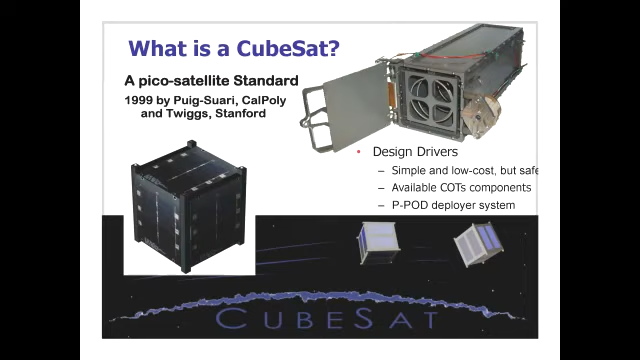 What is a CubeSat?
A pico-satellite Standard
1999 by Puig-Suari, CalPoly
and Twiggs, Stanford
• Design Drivers
– Simple and low-cost, but safe
– Available COTs components
– P-POD deployer system
CUBESAT